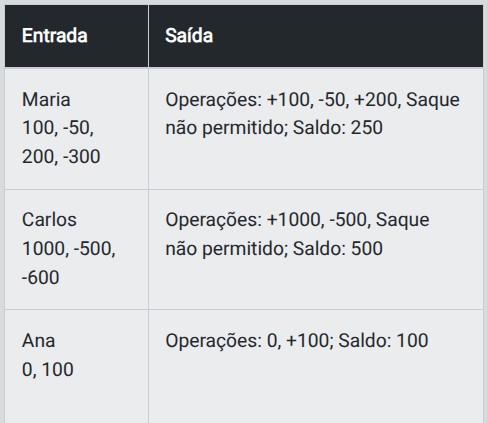 Entrada
Saída
Maria
100, -50,
200, -300
Operações: +100, -50, +200, Saque
não permitido; Saldo: 250
Carlos
1000, -500,
-600
Operações: +1000, -500, Saque
não permitido; Saldo: 500
Ana
0, 100
Operações: 0, +100; Saldo: 100